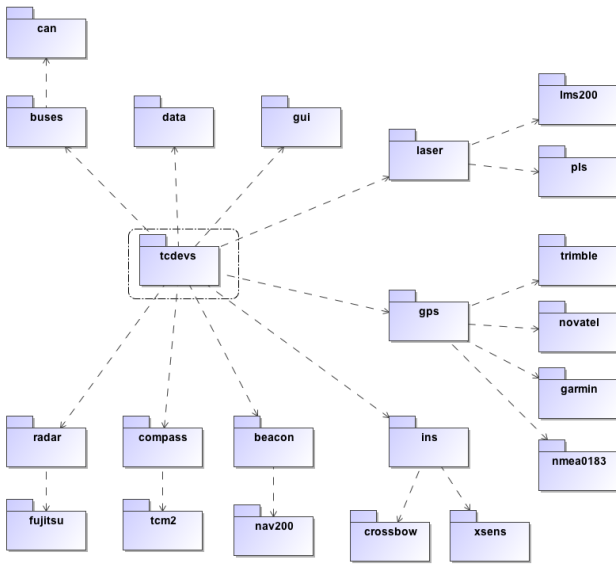 can
buses
data
gui
laser
lms200
pls
tcdevs
gps
trimble
novatel
garmin
nmea0183
radar
compass
beacon
ins
fujitsu
tcm2
nav200
crossbow
xsens